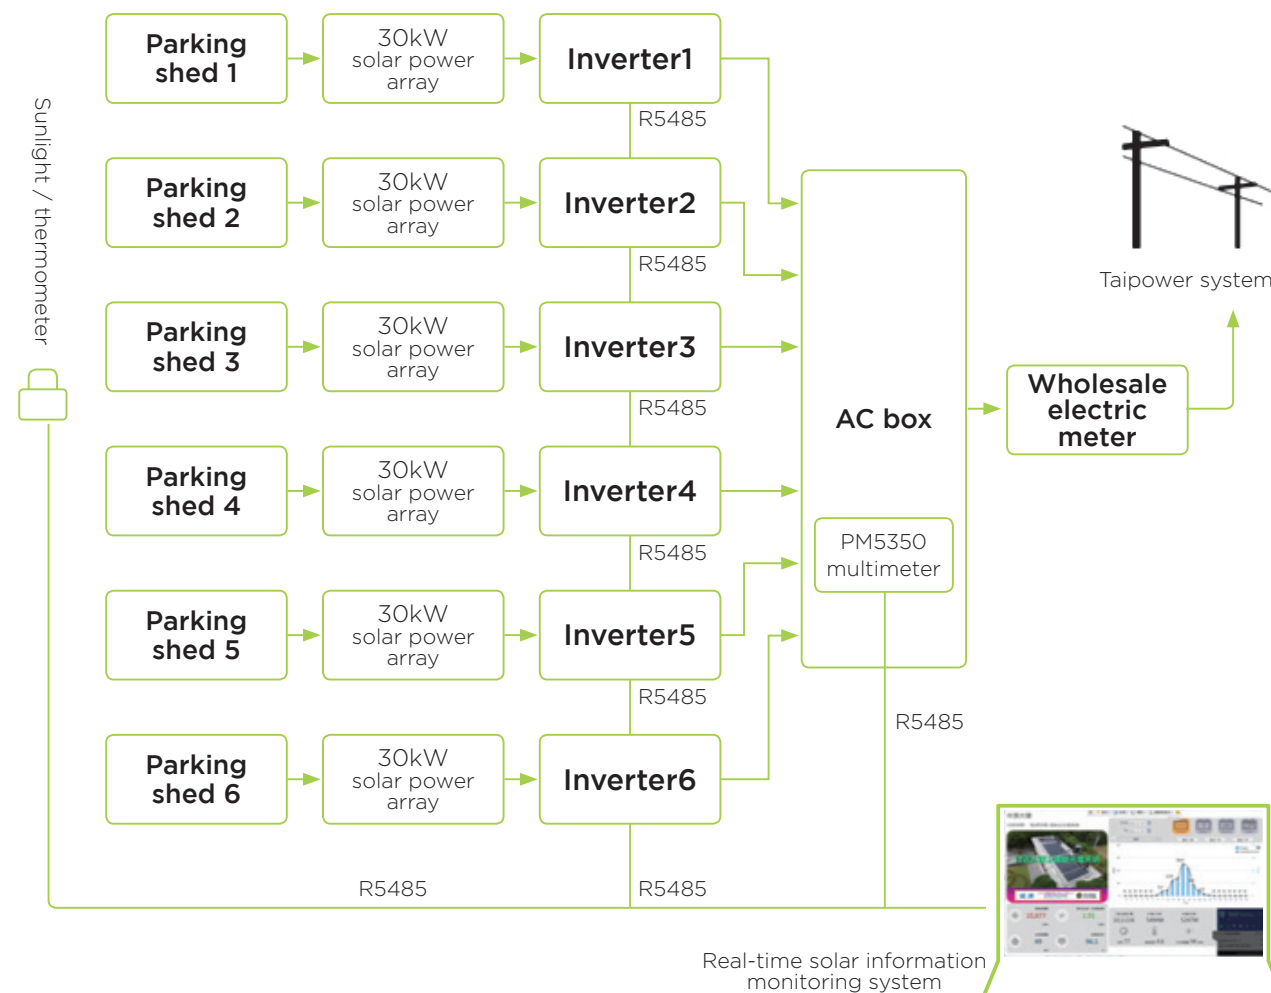 Sunlight / thermometer
Parking
shed 1
30kW
solar power
array
Inverter1
R5485
Parking
shed 2
30kW
solar power
array
Inverter2
R5485
Parking
shed 3
30kW
solar power
array
Inverter3
R5485
Parking
shed 4
30kW
solar power
array
Inverter4
R5485
Parking
shed 5
30kW
solar power
array
Inverter5
R5485
Parking
shed 6
30kW
solar power
array
Inverter6
R5485
R5485
AC box
PM5350
multimeter
R5485
Wholesale
electric
meter
Taipower system
Real-time solar information
monitoring system